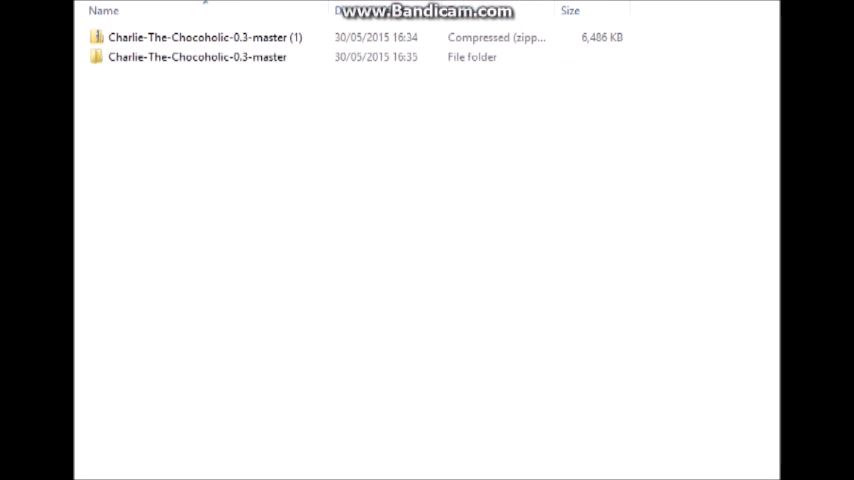 www.Bandicam.com
Name Size
Charlie-The-Chocoholic-0.3-master (1) 30/05/2015 16:34 Compressed (zipp... 6,486 KB
Charlie-The-Chocoholic-0.3-master 30/05/2015 16:35 File folder